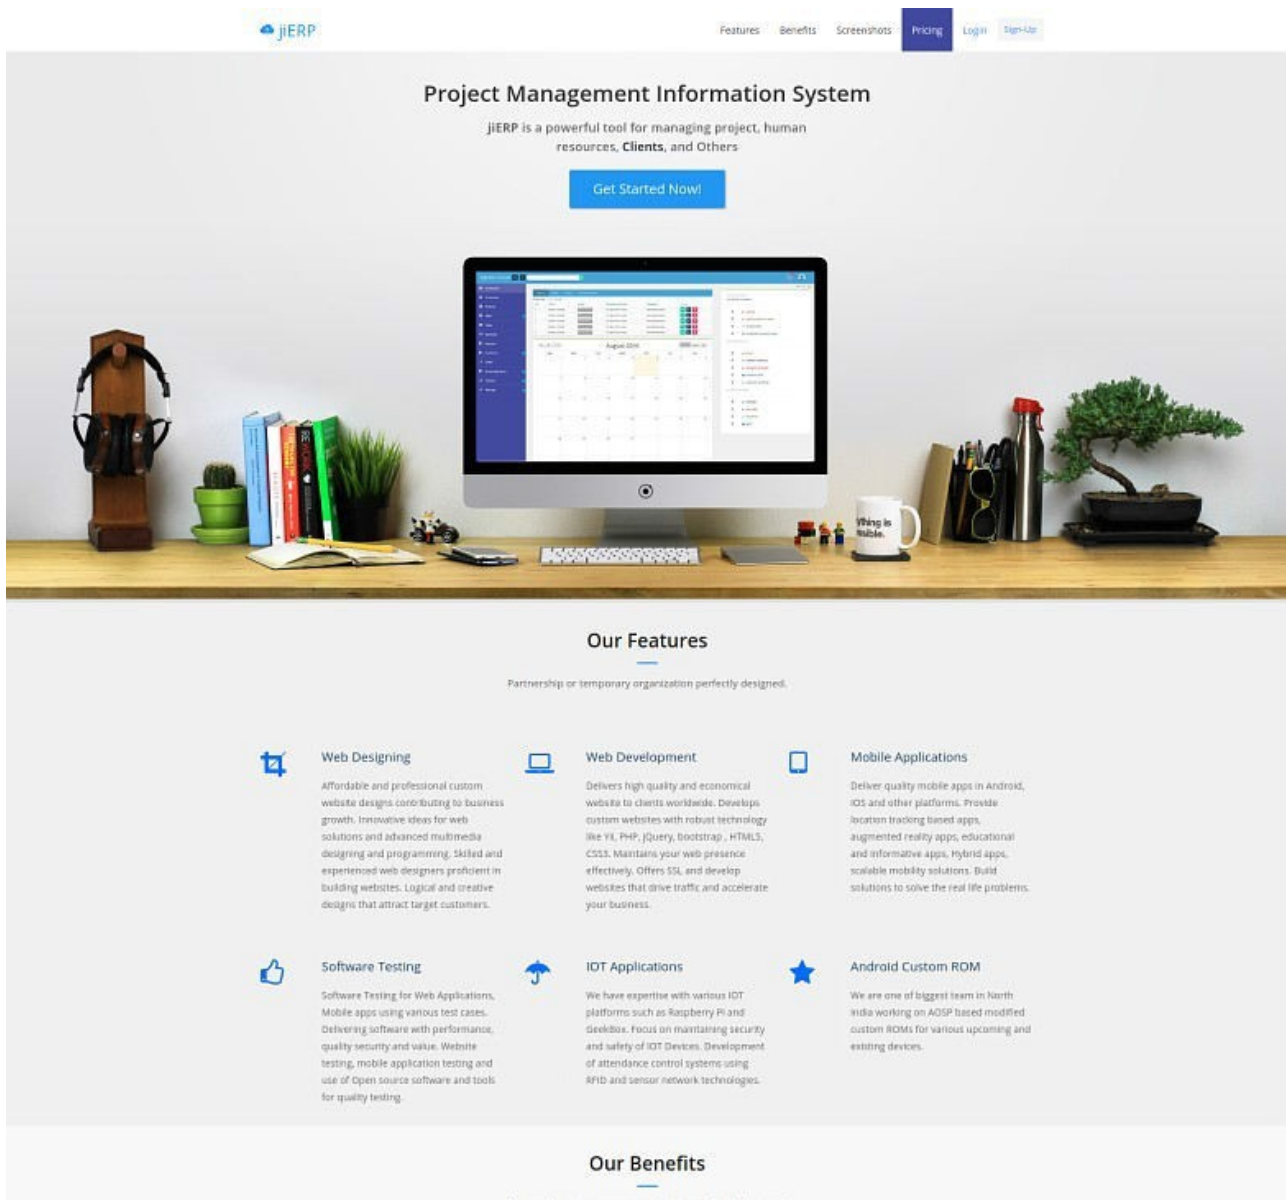 jiERP
Features Benefits Screenshots Pricing Login Sign-Up
Project Management Information System
jiERP is a powerful tool for managing project, human
resources, Clients, and Others
Get Started Now!
August 2016
REWORK
ything is
ssible.
Our Features
Partnership or temporary organization perfectly designed.
Web Designing
Affordable and professional custom
website designs contributing to business
growth. Innovative ideas for web
solutions and advanced multimedia
designing and programming. Skilled and
experienced web designers proficient in
building websites. Logical and creative
designs that attract target customers.
Web Development
Delivers high quality and economical
website to clients worldwide. Develops
custom websites with robust technology
like Yii, PHP, jQuery, bootstrap , HTML5,
CSS3. Maintains your web presence
effectively. Offers SSL and develop
websites that drive traffic and accelerate
your business.
Mobile Applications
Deliver quality mobile apps in Android,
IOS and other platforms. Provide
location tracking based apps,
augmented reality apps, educational
and informative apps, Hybrid apps,
scalable mobility solutions. Build
solutions to solve the real life problems.
Software Testing
Software Testing for Web Applications,
Mobile apps using various test cases.
Delivering software with performance,
quality security and value. Website
testing, mobile application testing and
use of Open source software and tools
for quality testing.
IOT Applications
We have expertise with various IOT
platforms such as Raspberry Pi and
GeekBox. Focus on maintaining security
and safety of IOT Devices. Development
of attendance control systems using
RFID and sensor network technologies.
Android Custom ROM
We are one of biggest team in North
India working on AOSP based modified
custom ROMs for various upcoming and
existing devices.
Our Benefits